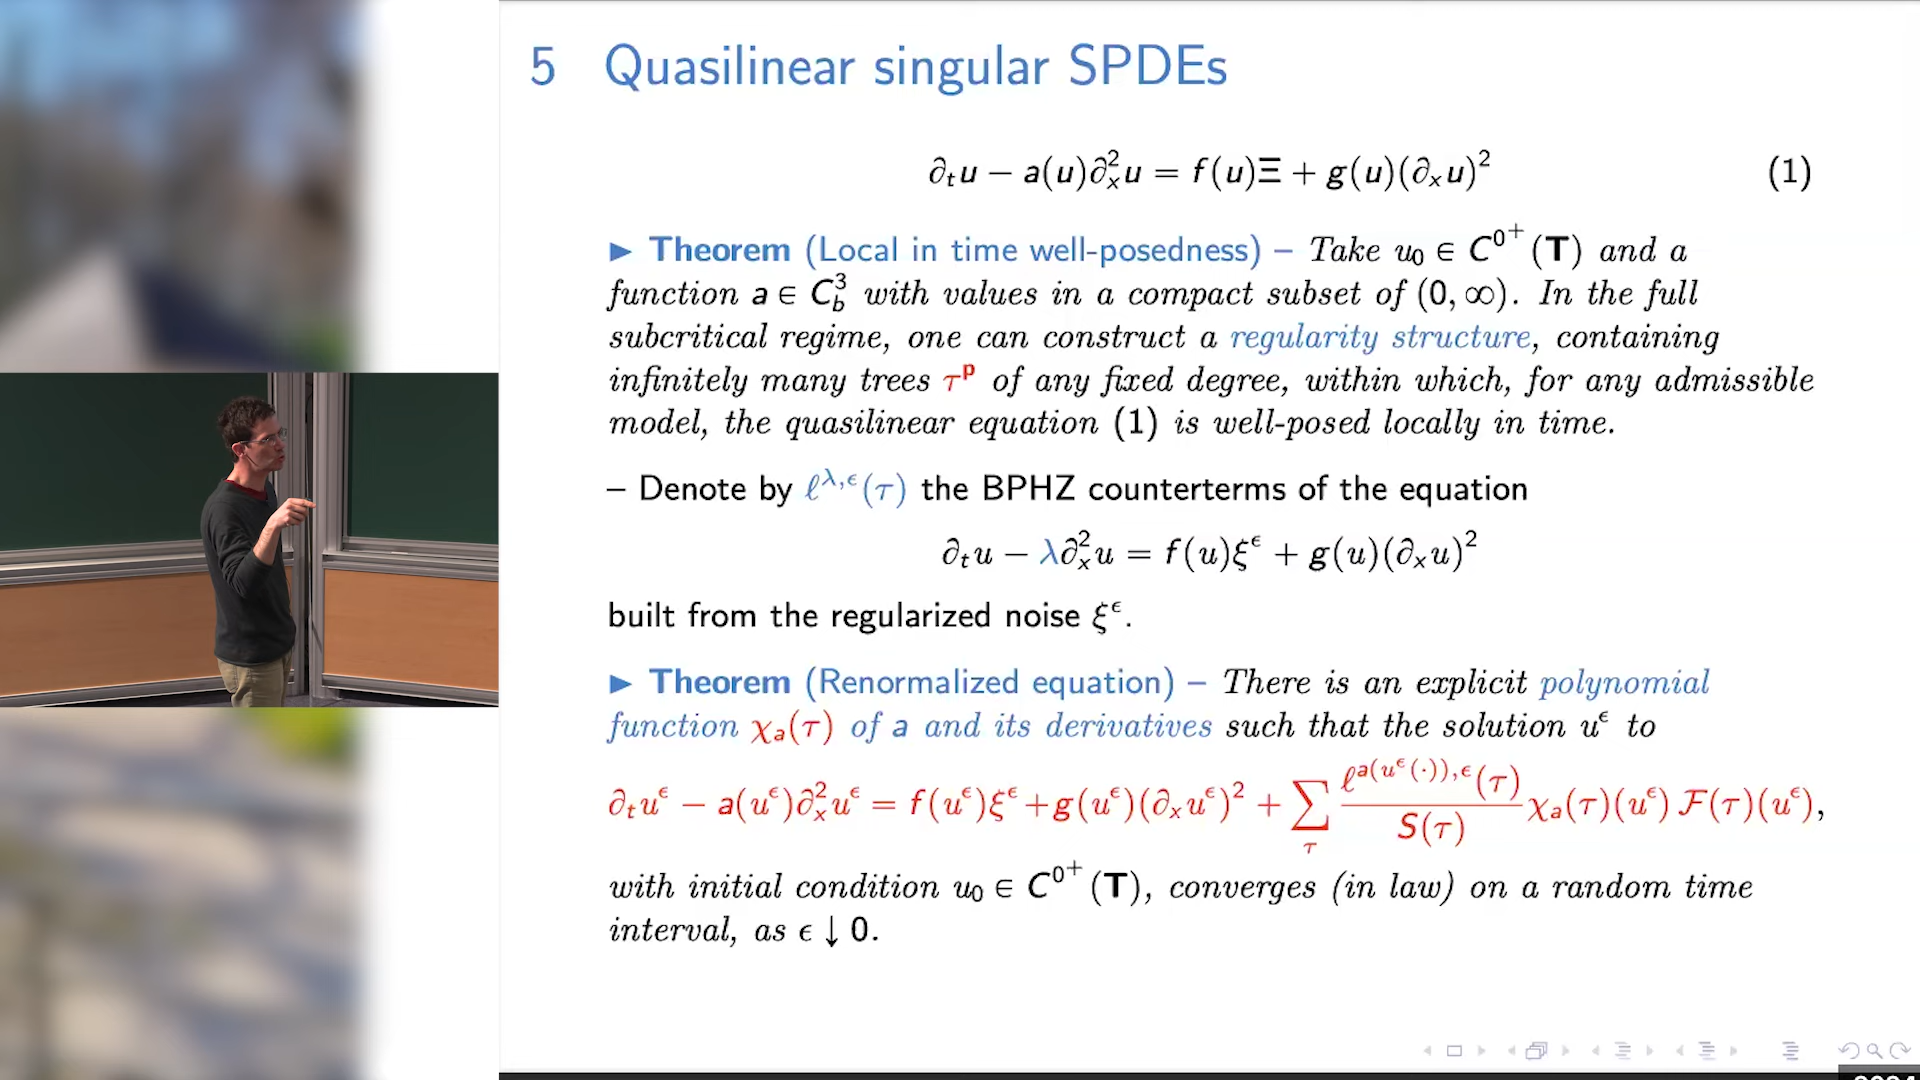 5 Quasilinear singular SPDEs
∂ₜu − a(u)∂ₓ²u = f(u)Ξ + g(u)(∂ₓu)² (1)
▶ Theorem (Local in time well-posedness) – Take u₀ ∈ C^{0⁺}(T) and a
function a ∈ C_b^3 with values in a compact subset of (0, ∞). In the full
subcritical regime, one can construct a regularity structure, containing
infinitely many trees τ^p of any fixed degree, within which, for any admissible
model, the quasilinear equation (1) is well-posed locally in time.
– Denote by ℓ^{λ,ϵ}(τ) the BPHZ counterterms of the equation
∂ₜu − λ∂ₓ²u = f(u)ξ^ϵ + g(u)(∂ₓu)²
built from the regularized noise ξ^ϵ.
▶ Theorem (Renormalized equation) – There is an explicit polynomial
function χₐ(τ) of a and its derivatives such that the solution u^ϵ to
∂ₜu^ϵ − a(u^ϵ)∂ₓ²u^ϵ = f(u^ϵ)ξ^ϵ + g(u^ϵ)(∂ₓu^ϵ)² + ∑_τ ℓ^{a(u^ϵ(·)),ϵ}(τ) / S(τ) χₐ(τ)(u^ϵ) F(τ)(u^ϵ),
with initial condition u₀ ∈ C^{0⁺}(T), converges (in law) on a random time
interval, as ϵ ↓ 0.